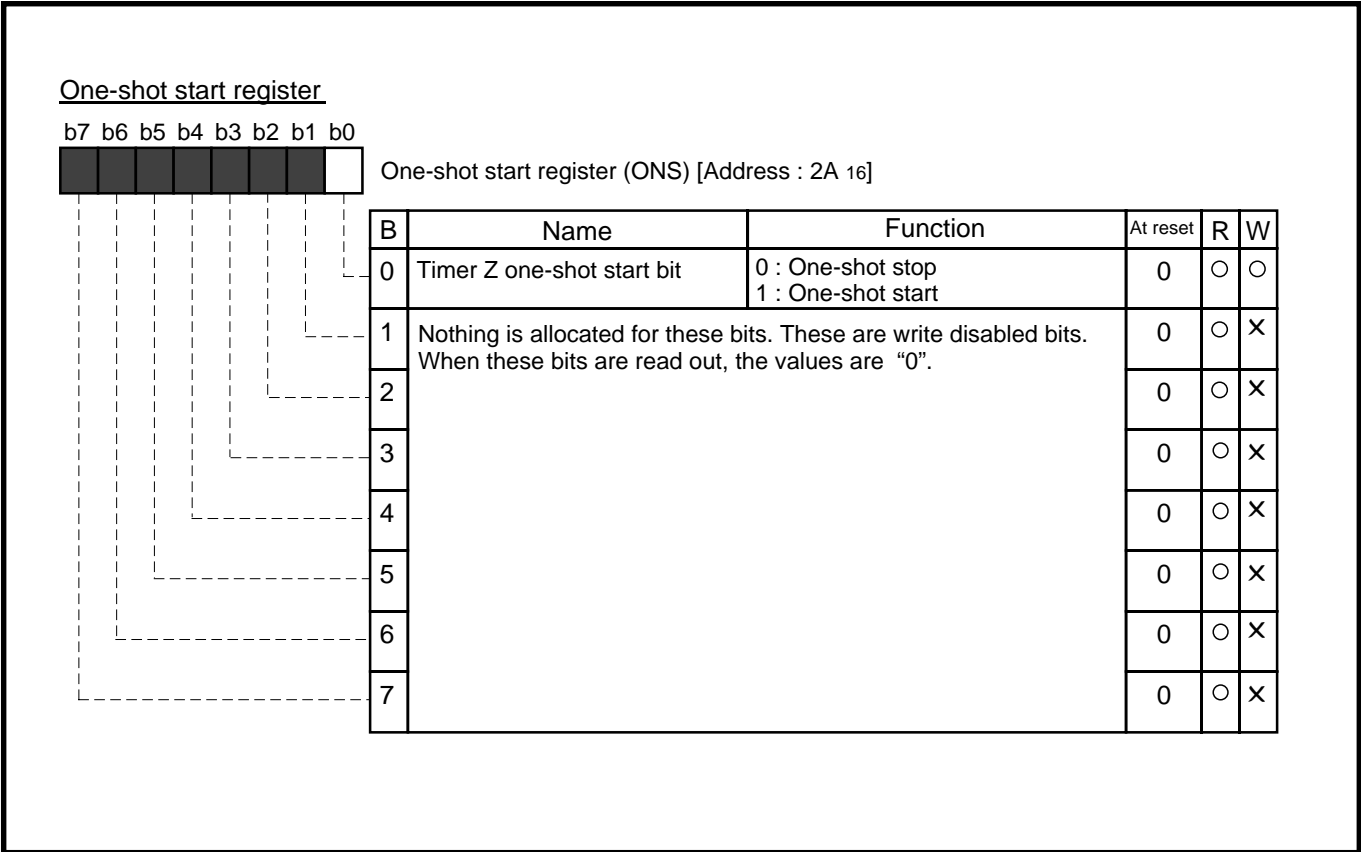 One-shot start register
b7 b6 b5 b4 b3 b2 b1 b0
One-shot start register (ONS) [Address : 2A 16]
B Name Function At reset R W
0 Timer Z one-shot start bit 0 : One-shot stop 0 ○ ○
1 : One-shot start
1 Nothing is allocated for these bits. These are write disabled bits. 0 ○ ×
When these bits are read out, the values are “0”.
2 0 ○ ×
3 0 ○ ×
4 0 ○ ×
5 0 ○ ×
6 0 ○ ×
7 0 ○ ×